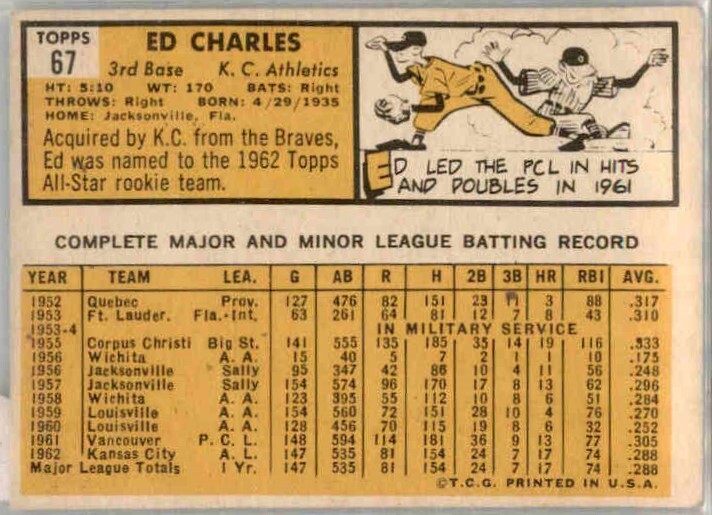 TOPPS
67
ED CHARLES
3rd Base K. C. Athletics
HT: 5:10 WT: 170 BATS: Right
THROWS: Right BORN: 4/29/1935
HOME: Jacksonville, Fla.
Acquired by K.C. from the Braves,
Ed was named to the 1962 Topps
All-Star rookie team.
ED LED THE PCL IN HITS
AND DOUBLES IN 1961
COMPLETE MAJOR AND MINOR LEAGUE BATTING RECORD
YEAR TEAM LEA. G AB R H 2B 3B HR RBI AVG.
1952 Quebec Prov. 127 476 82 151 23 3 88 .317
1953 Ft. Lauder. Fla.-Int. 63 261 64 81 12 7 8 43 .310
1953-4 IN MILITARY SERVICE
1955 Corpus Christi Big St. 141 555 135 185 35 14 19 116 .333
1956 Wichita A. A. 15 40 5 7 2 1 1 10 .175
1956 Jacksonville Sally 95 347 42 86 10 4 11 56 .248
1957 Jacksonville Sally 154 574 96 170 17 8 13 62 .296
1958 Wichita A. A. 123 395 55 112 10 8 6 51 .284
1959 Louisville A. A. 154 560 72 151 28 10 4 76 .270
1960 Louisville A. A. 128 456 70 115 19 8 6 32 .252
1961 Vancouver P. C. L. 148 594 114 181 36 9 13 77 .305
1962 Kansas City A. L. 147 535 81 154 24 7 17 74 .288
Major League Totals 1 Yr. 147 535 81 154 24 7 17 74 .288
©T.C.G. PRINTED IN U.S.A.